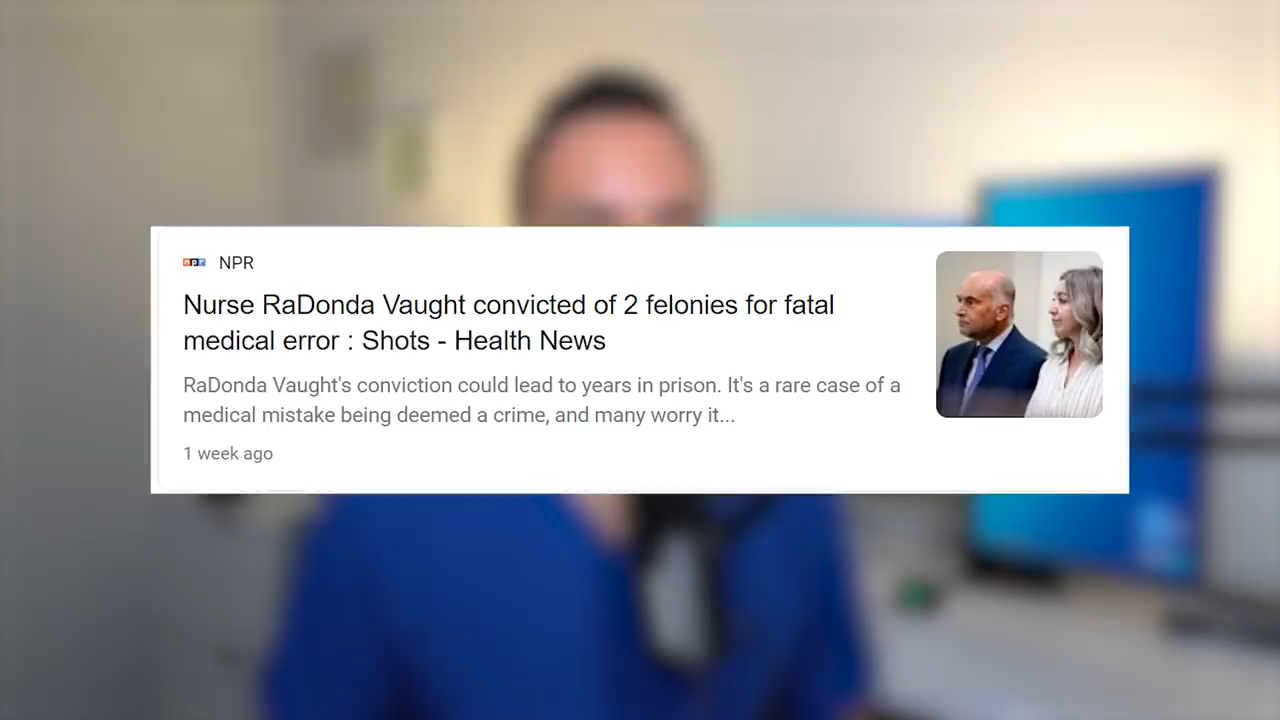 npr NPR
Nurse RaDonda Vaught convicted of 2 felonies for fatal
medical error : Shots - Health News
RaDonda Vaught's conviction could lead to years in prison. It's a rare case of a
medical mistake being deemed a crime, and many worry it...
1 week ago